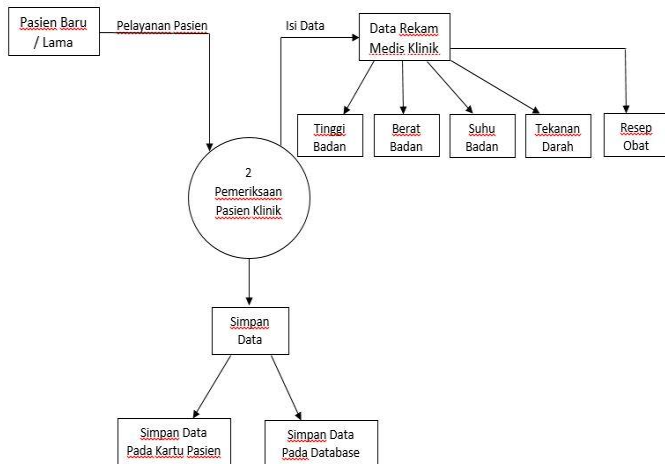 Pasien Baru
/ Lama
Pelayanan Pasien
Isi Data
Data Rekam
Medis Klinik
Tinggi
Badan
Berat
Badan
Suhu
Badan
Tekanan
Darah
Resep
Obat
2
Pemeriksaan
Pasien Klinik
Simpan
Data
Simpan Data
Pada Kartu Pasien
Simpan Data
Pada Database